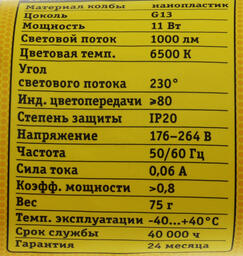 Материал колбы нанопластик
Цоколь G13
Мощность 11 Вт
Световой поток 1000 лм
Цветовая темп. 6500 К
Угол
светового потока 230°
Инд. цветопередачи ≥80
Степень защиты IP20
Напряжение 176–264 В
Частота 50/60 Гц
Сила тока 0,06 А
Коэфф. мощности >0,8
Вес 75 г
Темп. эксплуатации -40...+40°С
Срок службы 40 000 ч
Гарантия 24 месяца